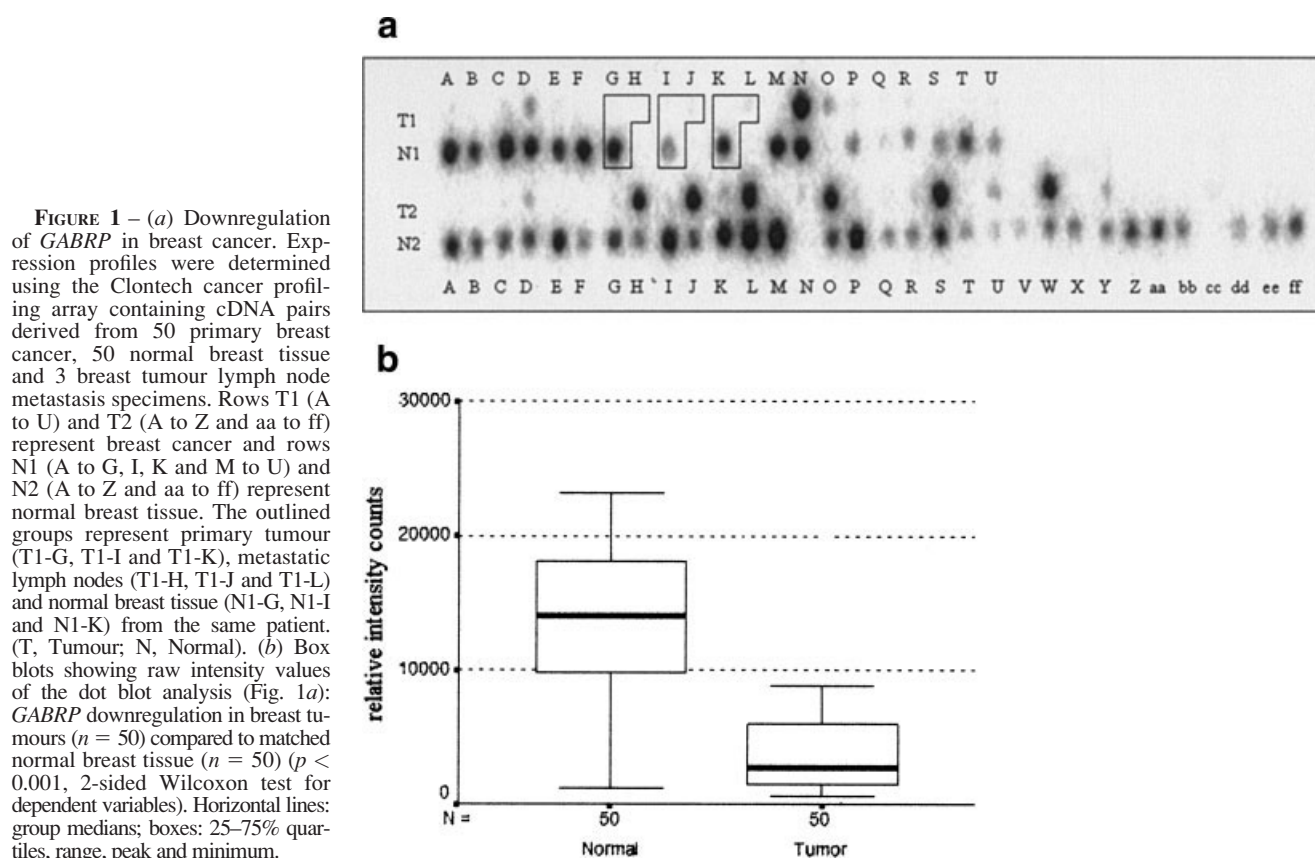 FIGURE 1 – (a) Downregulation
of GABRP in breast cancer. Exp-
ression profiles were determined
using the Clontech cancer profil-
ing array containing cDNA pairs
derived from 50 primary breast
cancer, 50 normal breast tissue
and 3 breast tumour lymph node
metastasis specimens. Rows T1 (A
to U) and T2 (A to Z and aa to ff)
represent breast cancer and rows
N1 (A to G, I, K and M to U) and
N2 (A to Z and aa to ff) represent
normal breast tissue. The outlined
groups represent primary tumour
(T1-G, T1-I and T1-K), metastatic
lymph nodes (T1-H, T1-J and T1-L)
and normal breast tissue (N1-G, N1-I
and N1-K) from the same patient.
(T, Tumour; N, Normal). (b) Box
blots showing raw intensity values
of the dot blot analysis (Fig. 1a):
GABRP downregulation in breast tu-
mours (n = 50) compared to matched
normal breast tissue (n = 50) (p <
0.001, 2-sided Wilcoxon test for
dependent variables). Horizontal lines:
group medians; boxes: 25–75% quar-
tiles, range, peak and minimum.
a
A B C D E F G H I J K L M N O P Q R S T U
T1
N1
T2
N2
A B C D E F G H I J K L M N O P Q R S T U V W X Y Z aa bb cc dd ee ff
b
relative intensity counts
30000
20000
10000
0
N = 50 50
Normal Tumor